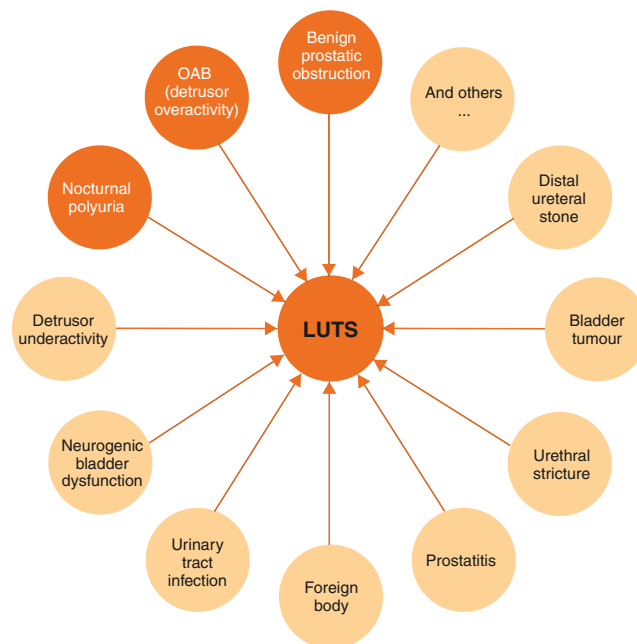 Benign
prostatic
obstruction
And others
...
Distal
ureteral
stone
Bladder
tumour
Urethral
stricture
Prostatitis
Foreign
body
Urinary
tract
infection
Neurogenic
bladder
dysfunction
Detrusor
underactivity
Nocturnal
polyuria
OAB
(detrusor
overactivity)
LUTS